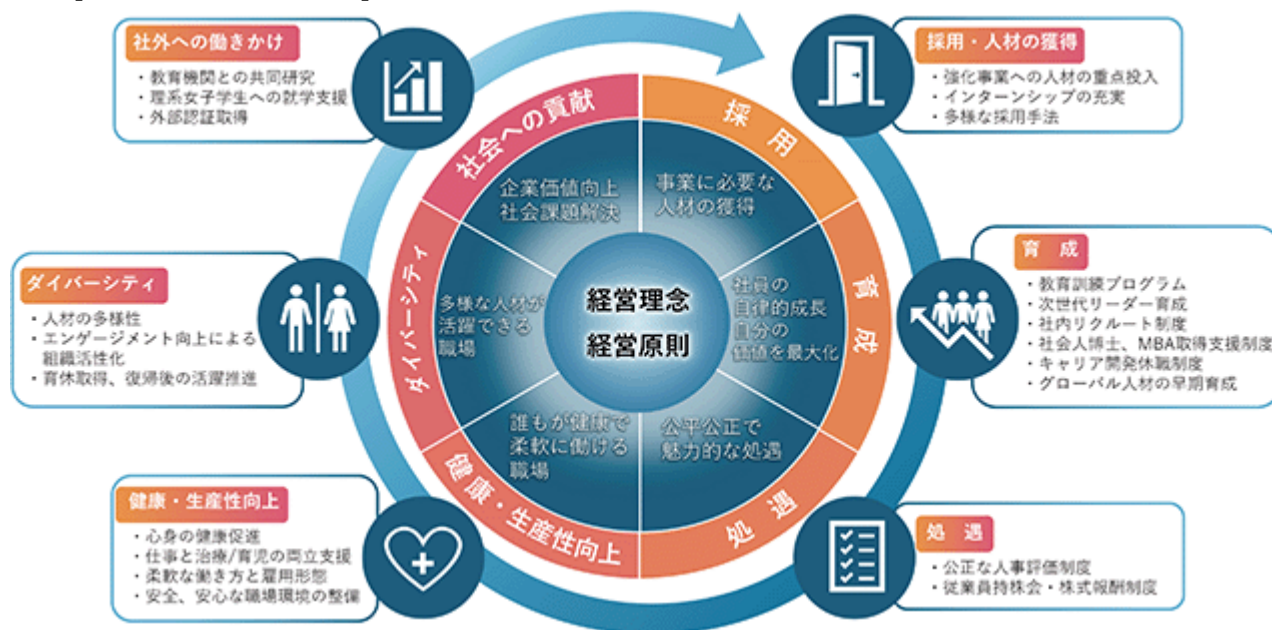 社外への働きかけ
・教育機関との共同研究
・理系女子学生への就学支援
・外部認証取得
採用・人材の獲得
・強化事業への人材の重点投入
・インターンシップの充実
・多様な採用手法
社会への貢献
採用
企業価値向上
社会課題解決
事業に必要な
人材の獲得
ダイバーシティ
・人材の多様性
・エンゲージメント向上による
組織活性化
・育休取得、復帰後の活躍推進
ダイバーシティ
多様な人材が
活躍できる
職場
経営理念
経営原則
社員の
自律的成長
自分の
価値を最大化
育成
育成
・教育訓練プログラム
・次世代リーダー育成
・社内リクルート制度
・社会人博士、MBA取得支援制度
・キャリア開発休職制度
・グローバル人材の早期育成
誰もが健康で
柔軟に働ける
職場
公平公正で
魅力的な処遇
健康・生産性向上
処遇
健康・生産性向上
・心身の健康促進
・仕事と治療/育児の両立支援
・柔軟な働き方と雇用形態
・安全、安心な職場環境の整備
処遇
・公正な人事評価制度
・従業員持株会・株式報酬制度